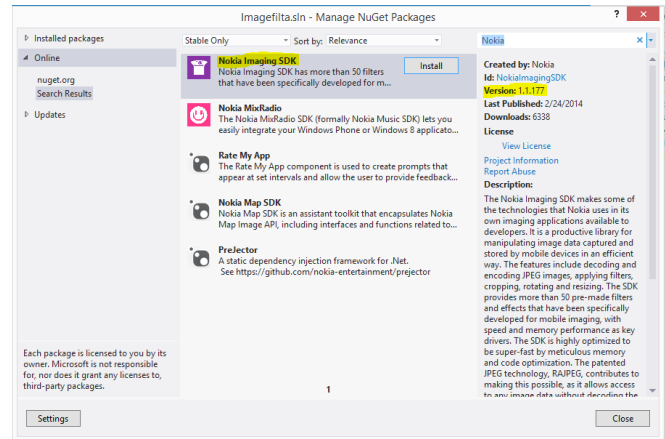 Imagefilta.sln - Manage NuGet Packages
? ×
Installed packages
Online
nuget.org
Search Results
Updates
Each package is licensed to you by its
owner. Microsoft is not responsible
for, nor does it grant any licenses to,
third-party packages.
Stable Only
Sort by: Relevance
Nokia Imaging SDK
Nokia Imaging SDK has more than 50 filters
that have been specifically developed for m...
Install
Nokia MixRadio
The Nokia MixRadio SDK (formally Nokia Music SDK) lets you
easily integrate your Windows Phone or Windows 8 applicato...
Rate My App
The Rate My App component is used to create prompts that
appear at set intervals and allow the user to provide feedback...
Nokia Map SDK
Nokia Map SDK is an assistant toolkit that encapsulates Nokia
Map Image API, including interfaces and functions related to...
PreJector
A static dependency injection framework for .Net.
See https://github.com/nokia-entertainment/prejector
1
Nokia
Created by: Nokia
Id: NokiaImagingSDK
Version: 1.1.177
Last Published: 2/24/2014
Downloads: 6338
License
View License
Project Information
Report Abuse
Description:
The Nokia Imaging SDK makes some of
the technologies that Nokia uses in its
own imaging applications available to
developers. It is a productive library for
manipulating image data captured and
stored by mobile devices in an efficient
way. The features include decoding and
encoding JPEG images, applying filters,
cropping, rotating and resizing. The SDK
provides more than 50 pre-made filters
and effects that have been specifically
developed for mobile imaging, with
speed and memory performance as key
drivers. The SDK is highly optimized to
be super-fast by meticulous memory
and code optimization. The patented
JPEG technology, RAJPEG, contributes to
making this possible, as it allows access
to any image data without decoding the
Settings
Close